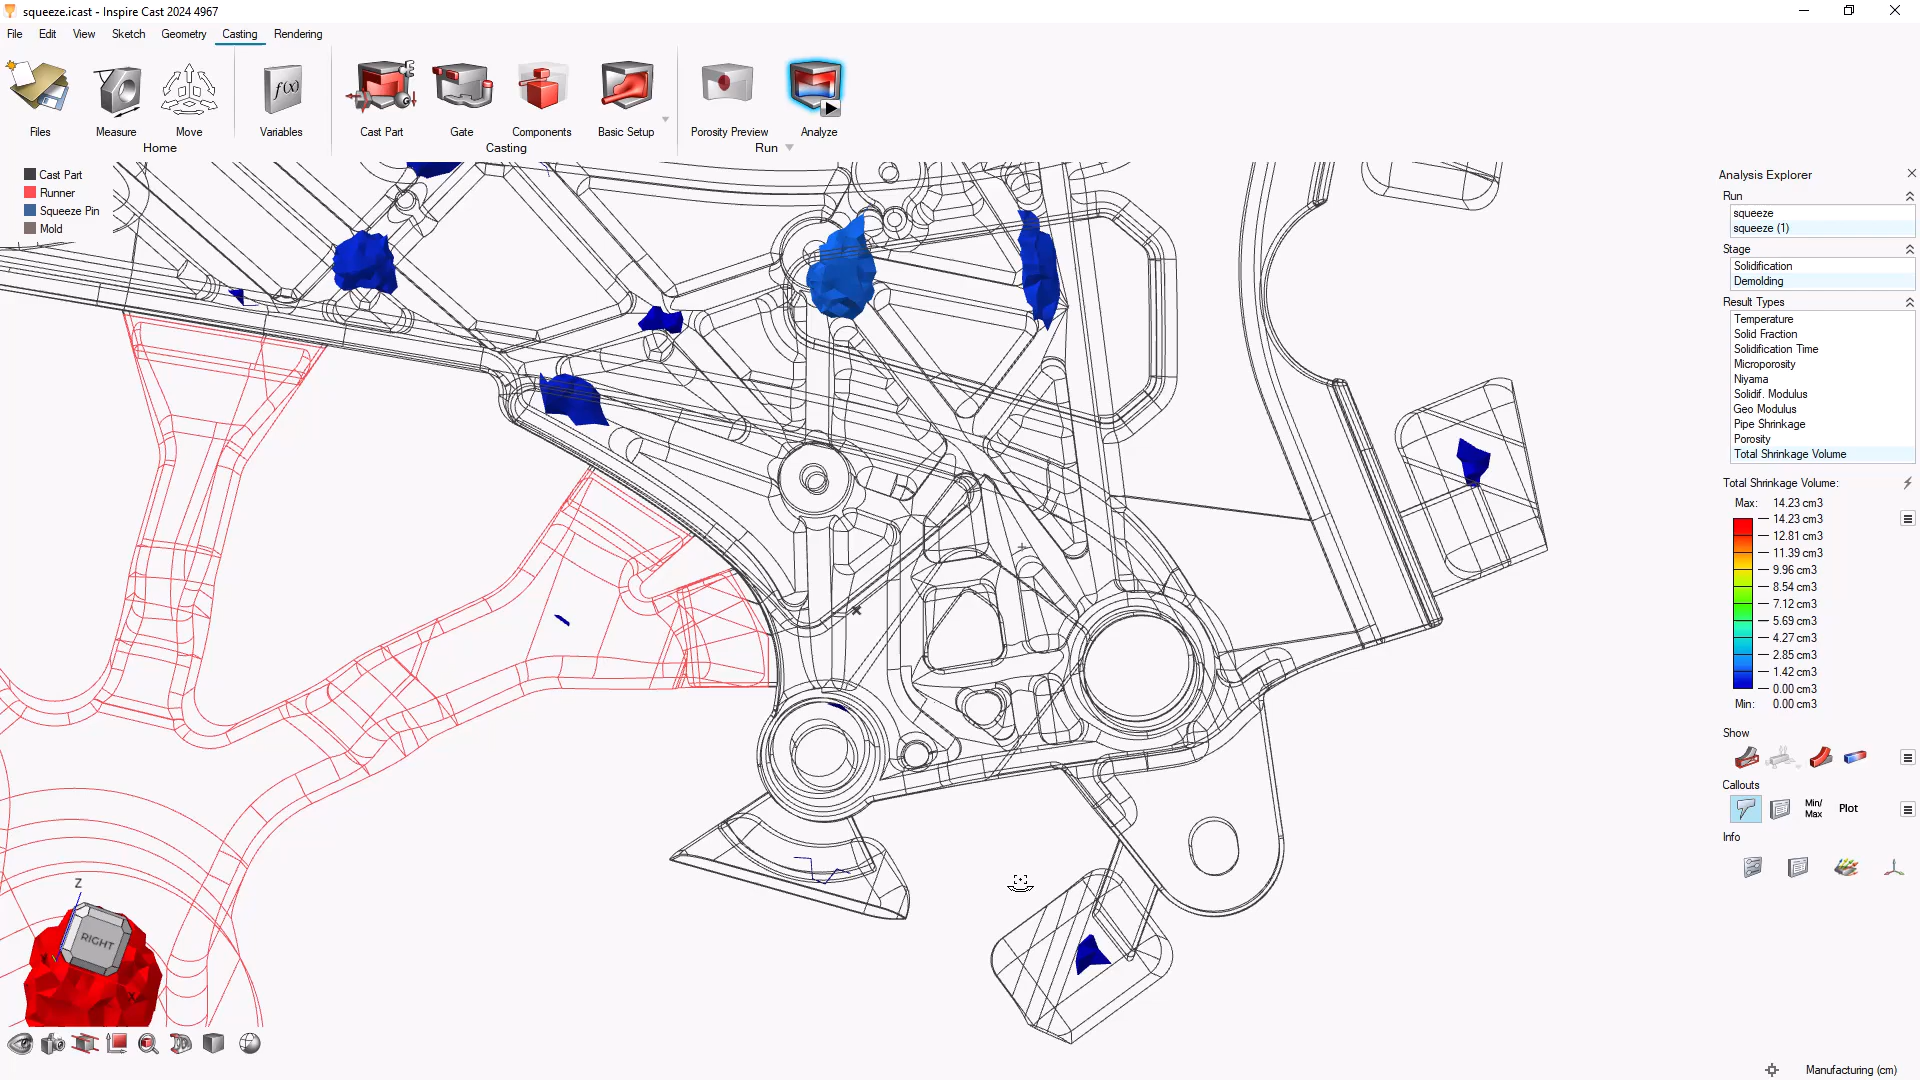 squeeze.icast - Inspire Cast 2024 4967
File Edit View Sketch Geometry Casting Rendering
Files Measure Move Variables Cast Part Gate Components Basic Setup Porosity Preview Analyze
f(x)
Home Casting Run
Cast Part
Runner
Squeeze Pin
Mold
Analysis Explorer
Run
squeeze
squeeze (1)
Stage
Solidification
Demolding
Result Types
Temperature
Solid Fraction
Solidification Time
Microporosity
Niyama
Solidif. Modulus
Geo Modulus
Pipe Shrinkage
Porosity
Total Shrinkage Volume
Total Shrinkage Volume:
Max: 14.23 cm3
14.23 cm3
12.81 cm3
11.39 cm3
9.96 cm3
8.54 cm3
7.12 cm3
5.69 cm3
4.27 cm3
2.85 cm3
1.42 cm3
0.00 cm3
Min: 0.00 cm3
Show
Callouts
Min/
Max
Plot
Info
Z
RIGHT
Manufacturing (cm)